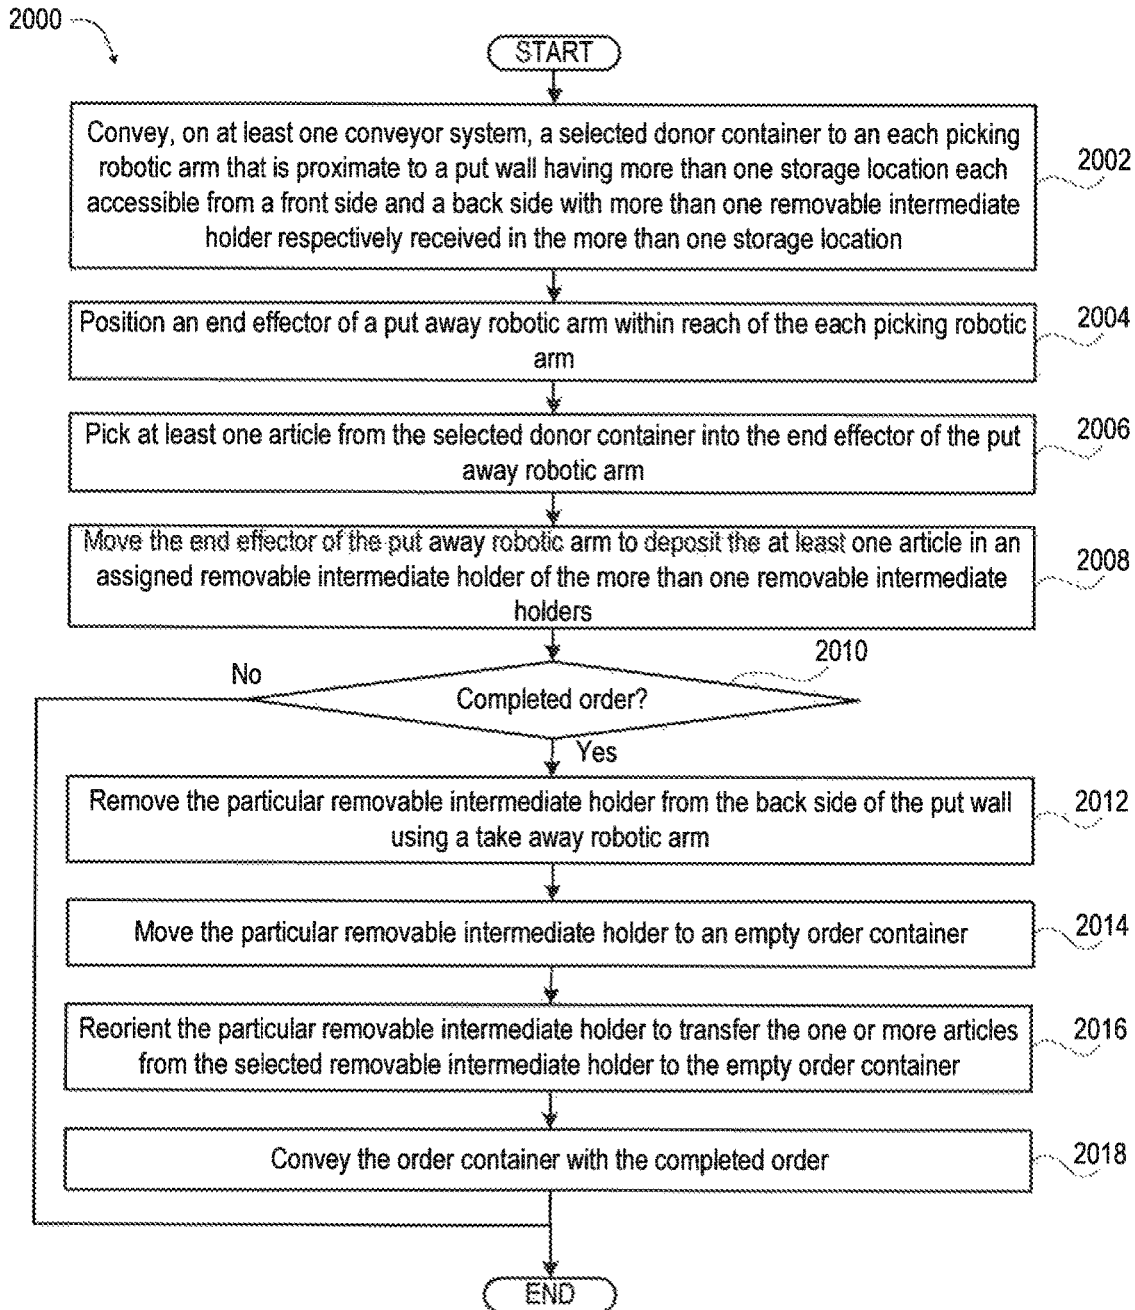 2000
START
Convey, on at least one conveyor system, a selected donor container to an each picking
robotic arm that is proximate to a put wall having more than one storage location each
accessible from a front side and a back side with more than one removable intermediate
holder respectively received in the more than one storage location
2002
Position an end effector of a put away robotic arm within reach of the each picking robotic
arm
2004
Pick at least one article from the selected donor container into the end effector of the put
away robotic arm
2006
Move the end effector of the put away robotic arm to deposit the at least one article in an
assigned removable intermediate holder of the more than one removable intermediate
holders
2008
2010
No
Completed order?
Yes
Remove the particular removable intermediate holder from the back side of the put wall
using a take away robotic arm
2012
Move the particular removable intermediate holder to an empty order container
2014
Reorient the particular removable intermediate holder to transfer the one or more articles
from the selected removable intermediate holder to the empty order container
2016
Convey the order container with the completed order
2018
END